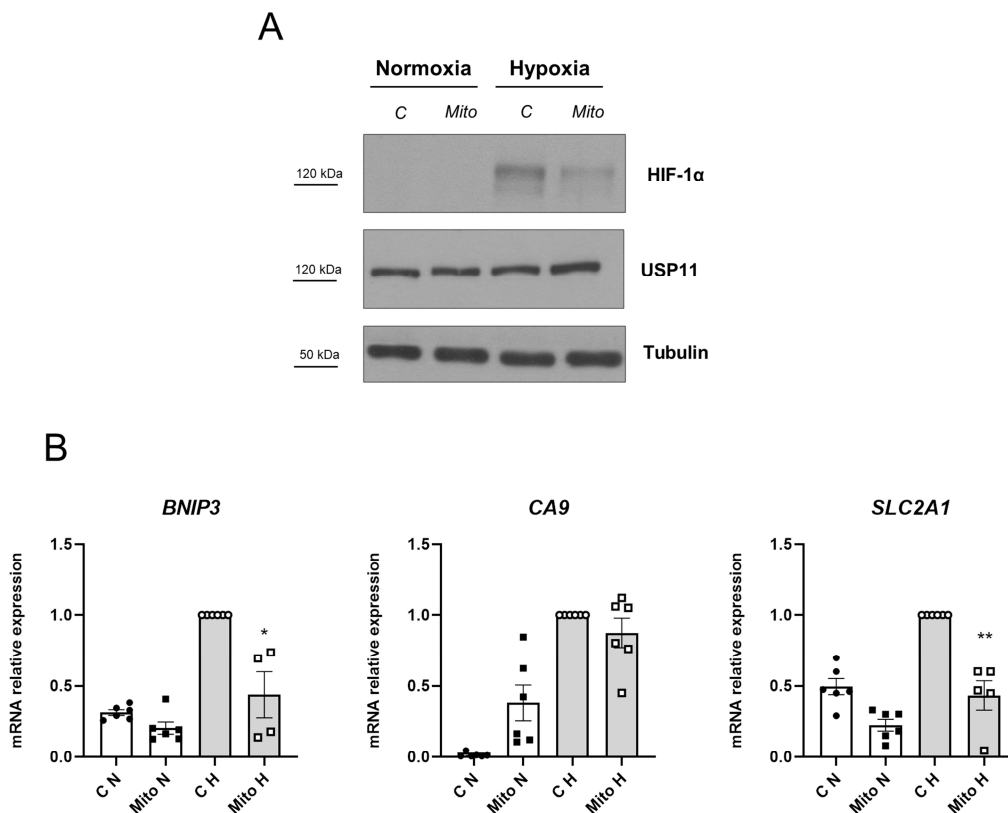 A
Normoxia Hypoxia
C Mito C Mito
120 kDa HIF-1α
120 kDa USP11
50 kDa Tubulin
B
BNIP3
mRNA relative expression
1.5
1.0
0.5
0.0
*
C N Mito N C H Mito H
CA9
mRNA relative expression
1.5
1.0
0.5
0.0
C N Mito N C H Mito H
SLC2A1
mRNA relative expression
1.5
1.0
0.5
0.0
**
C N Mito N C H Mito H